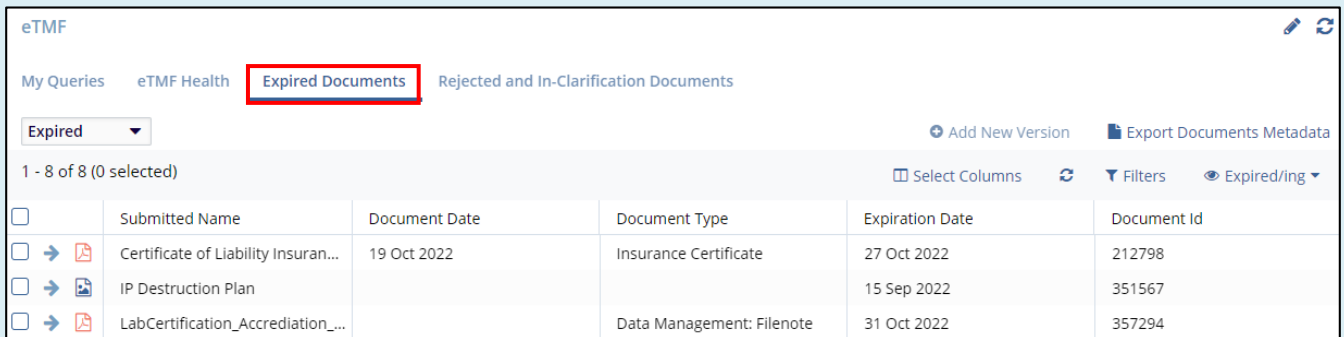 eTMF
My Queries eTMF Health Expired Documents Rejected and In-Clarification Documents
Expired Add New Version Export Documents Metadata
1 - 8 of 8 (0 selected) Select Columns Filters Expired/ing
Submitted Name Document Date Document Type Expiration Date Document Id
Certificate of Liability Insuran... 19 Oct 2022 Insurance Certificate 27 Oct 2022 212798
IP Destruction Plan 15 Sep 2022 351567
LabCertification_Accrediation_... Data Management: Filenote 31 Oct 2022 357294